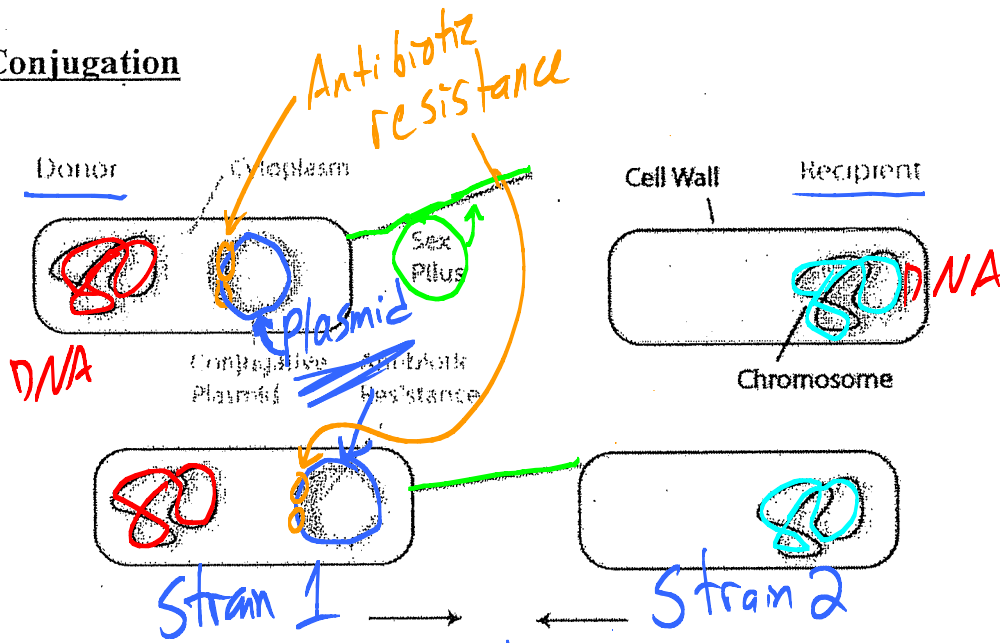 Conjugation
Antibiotic
resistance
Donor
Cytoplasm
Cell Wall
Recipient
Sex
Pilus
DNA
Plasmid
DNA
Conjugative
Plasmid
Antibiotic
Resistance
Chromosome
Strain 1
Strain 2